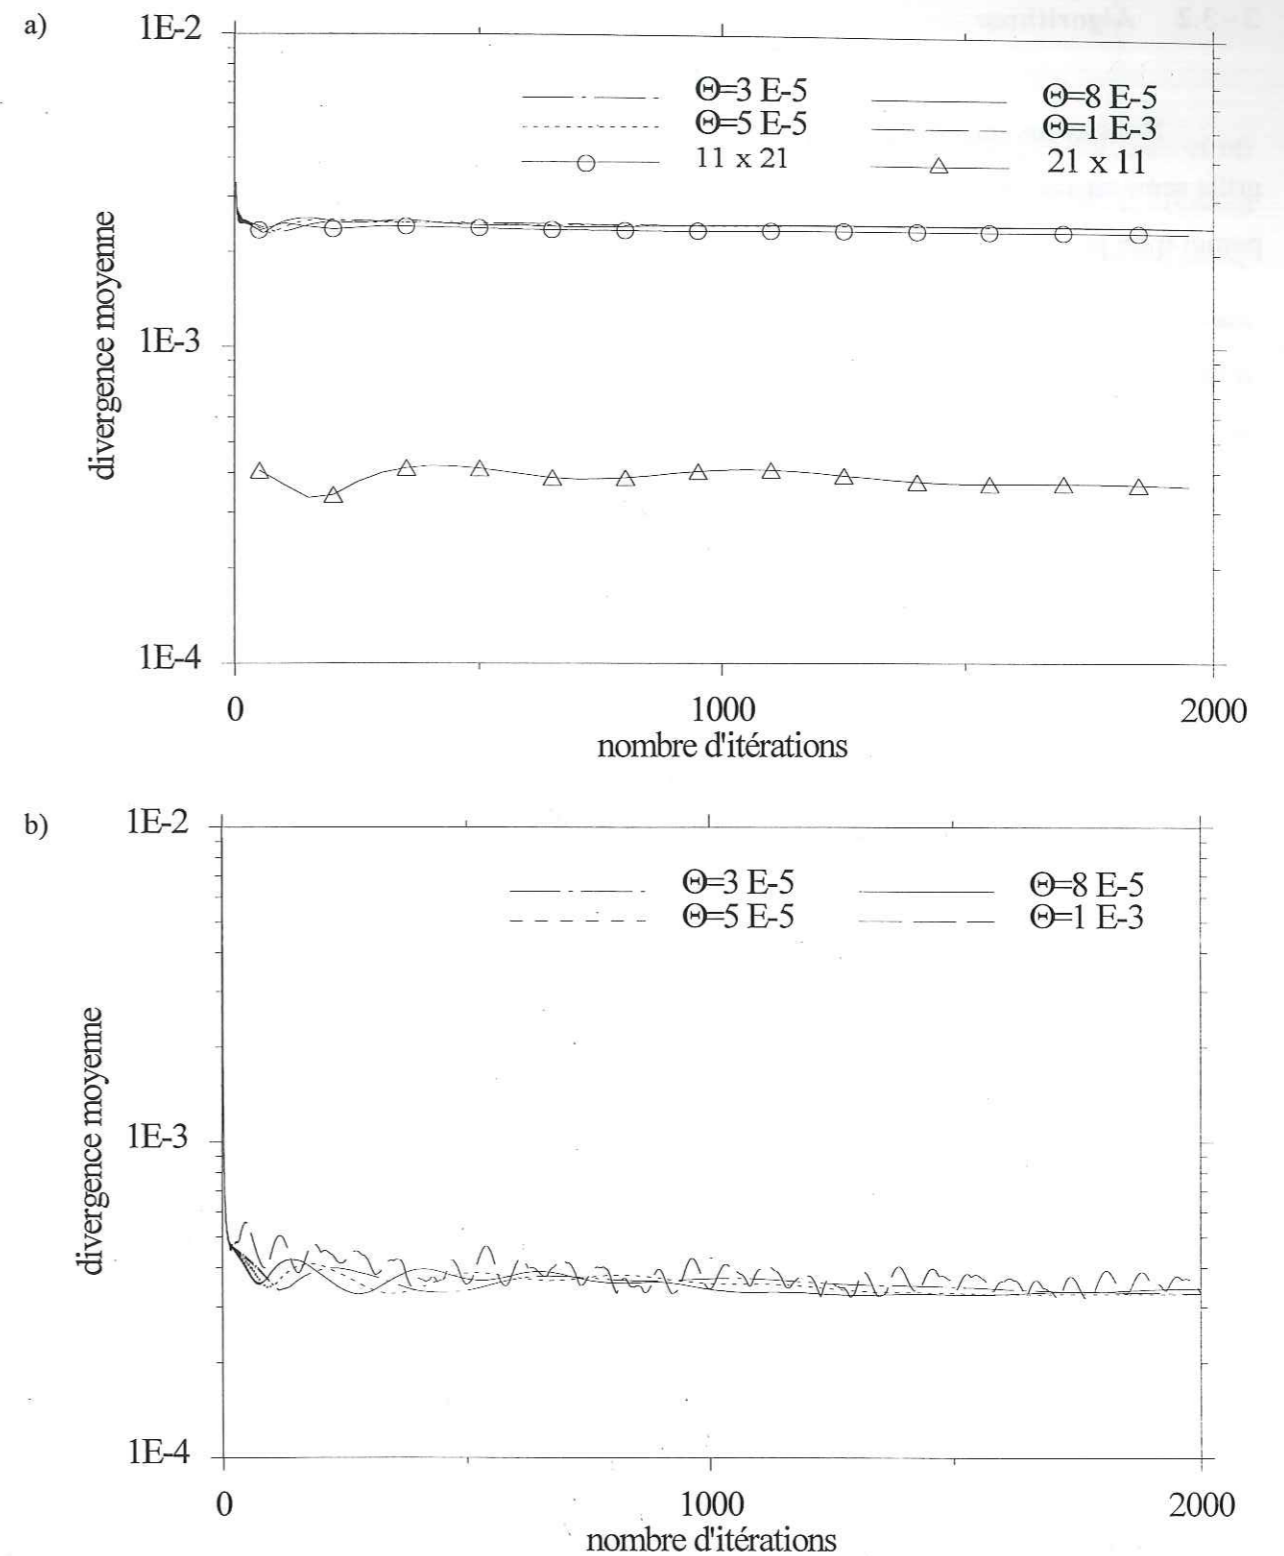 a)
1E-2
Θ=3 E-5 Θ=8 E-5
Θ=5 E-5 Θ=1 E-3
11 x 21 21 x 11
1E-3
divergence moyenne
1E-4
0 1000 2000
nombre d'itérations
b)
1E-2
Θ=3 E-5 Θ=8 E-5
Θ=5 E-5 Θ=1 E-3
1E-3
divergence moyenne
1E-4
0 1000 2000
nombre d'itérations